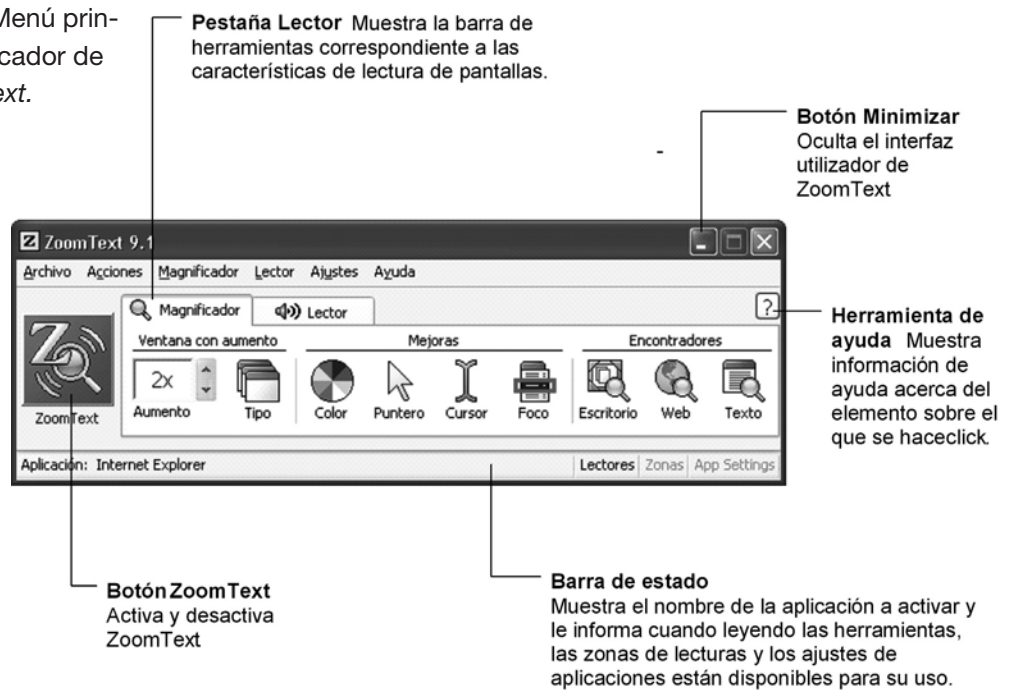 Menú prin-
cador de
ext.
Pestaña Lector Muestra la barra de
herramientas correspondiente a las
características de lectura de pantallas.
Botón Minimizar
Oculta el interfaz
utilizador de
ZoomText
-
ZoomText 9.1
Archivo Acciones Magnificador Lector Ajustes Ayuda
Magnificador Lector ?
Ventana con aumento Mejoras Encontradores
2x
Aumento Tipo Color Puntero Cursor Foco Escritorio Web Texto
ZoomText
Aplicación: Internet Explorer Lectores Zonas App Settings
Herramienta de
ayuda Muestra
información de
ayuda acerca del
elemento sobre el
que se haceclick.
Botón ZoomText
Activa y desactiva
ZoomText
Barra de estado
Muestra el nombre de la aplicación a activar y
le informa cuando leyendo las herramientas,
las zonas de lecturas y los ajustes de
aplicaciones están disponibles para su uso.